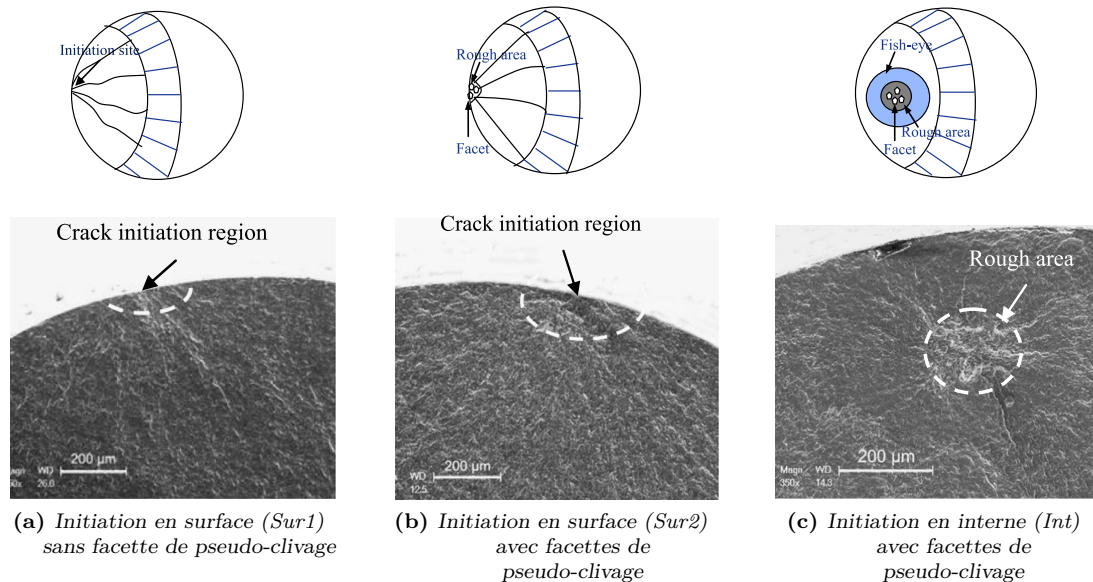 Initiation site
Rough area
Facet
Fish-eye
Rough area
Facet
Crack initiation region
200 µm
WD
26.0
Crack initiation region
200 µm
WD
12.5
Rough area
200 µm
Magn WD
350x 14.3
(a) Initiation en surface (Sur1)
sans facette de pseudo-clivage
(b) Initiation en surface (Sur2)
avec facettes de
pseudo-clivage
(c) Initiation en interne (Int)
avec facettes de
pseudo-clivage